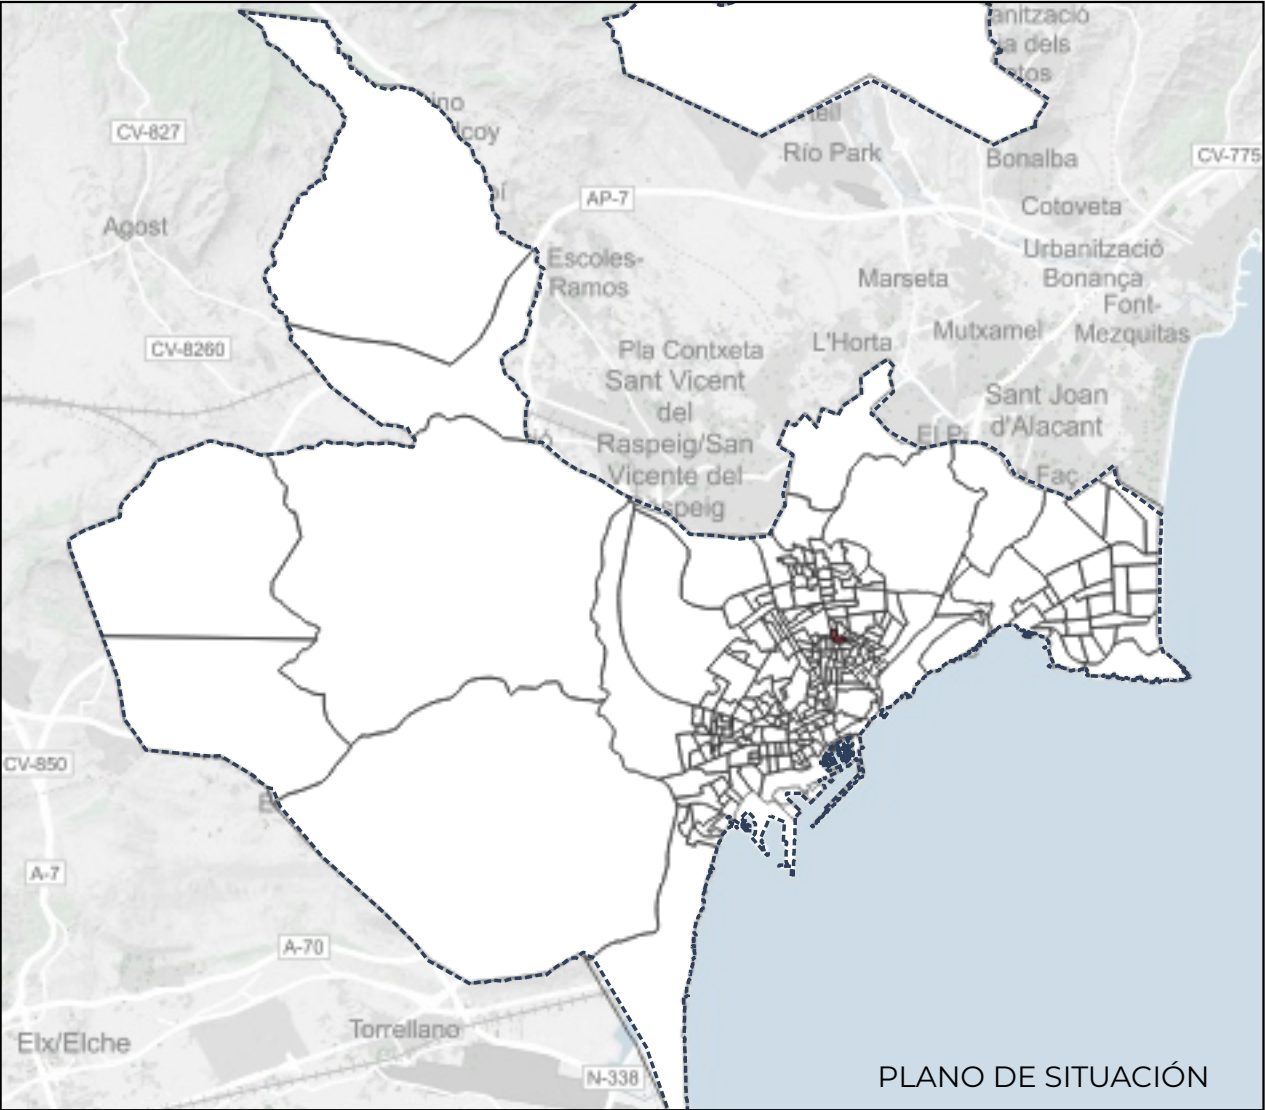 anització
ia dels
CV-827
Río Park
Bonalba
CV-775
AP-7
Cotoveta
Agost
Escoles-
Ramos
Urbanització
Bonança
Marseta
Font-
Mezquitas
Mutxamel
L'Horta
CV-8260
Pla Contxeta
Sant Vicent
del
Raspeig/San
Vicente del
speig
Sant Joan
d'Alacant
Faç
CV-850
A-7
A-70
Elx/Elche
Torrellano
N-338
PLANO DE SITUACIÓN